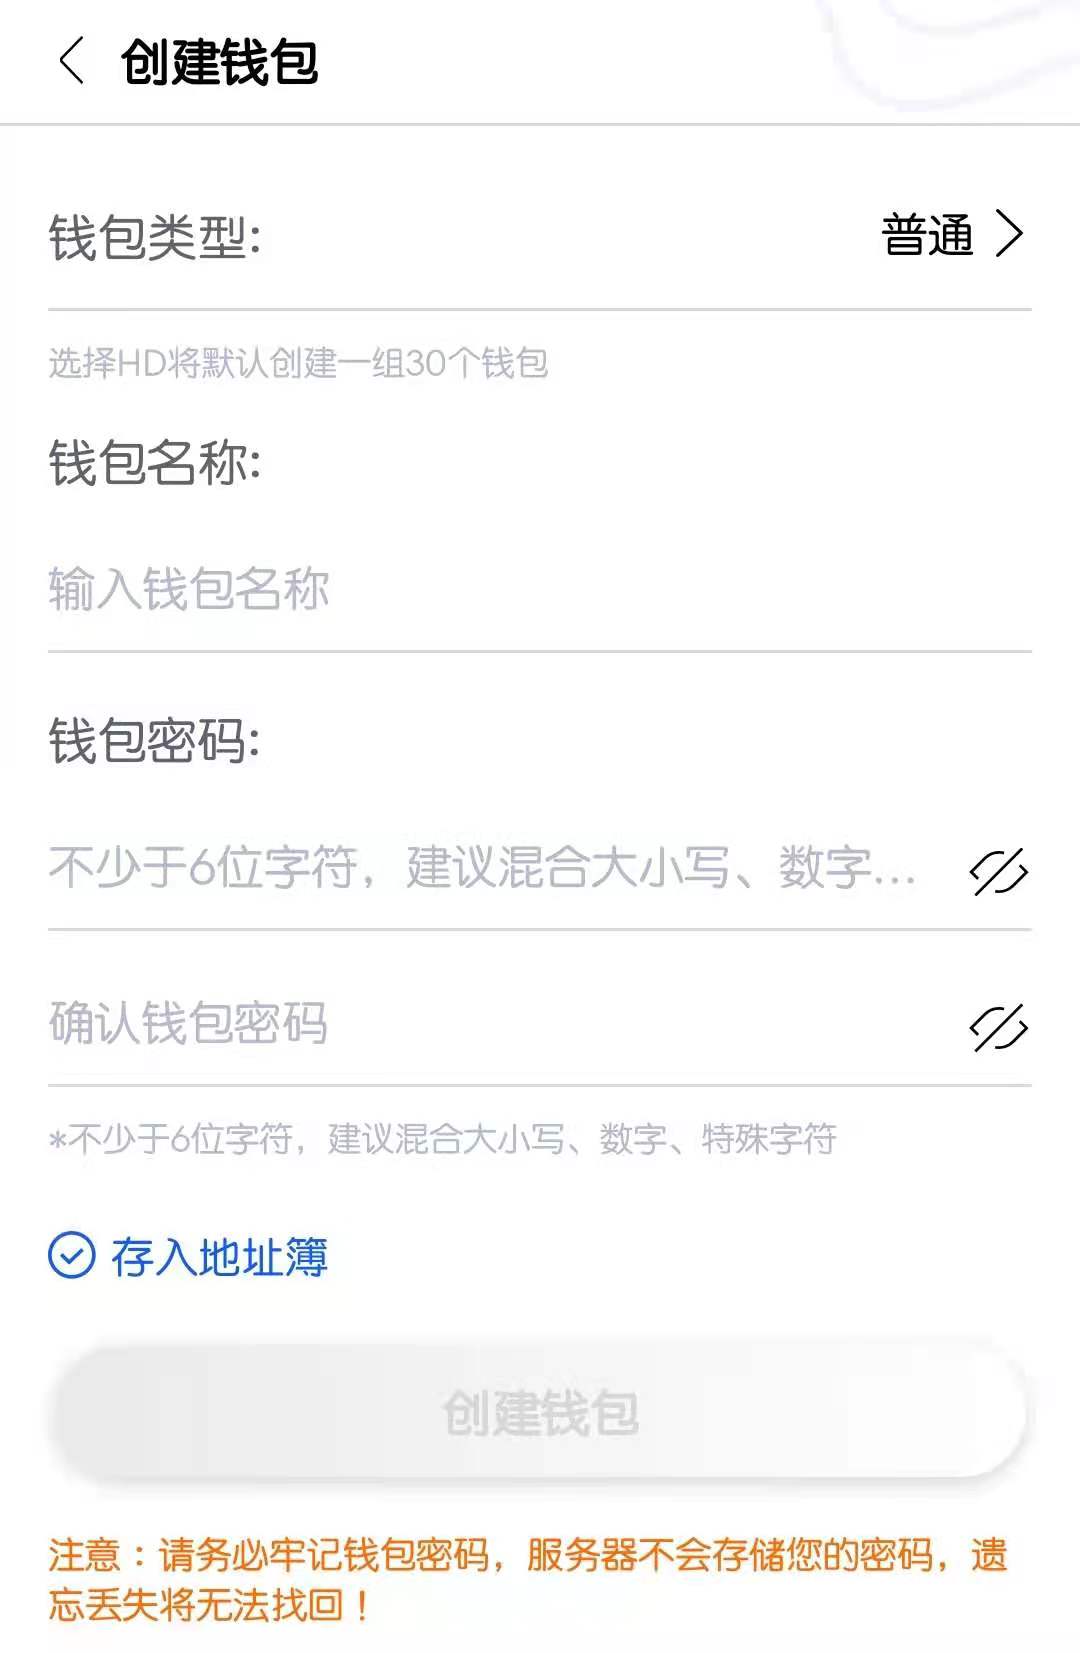 创建钱包
钱包类型: 普通
选择HD将默认创建一组30个钱包
钱包名称:
输入钱包名称
钱包密码:
不少于6位字符，建议混合大小写、数字...
确认钱包密码
*不少于6位字符，建议混合大小写、数字、特殊字符
存入地址簿
创建钱包
注意：请务必牢记钱包密码，服务器不会存储您的密码，遗
忘丢失将无法找回！